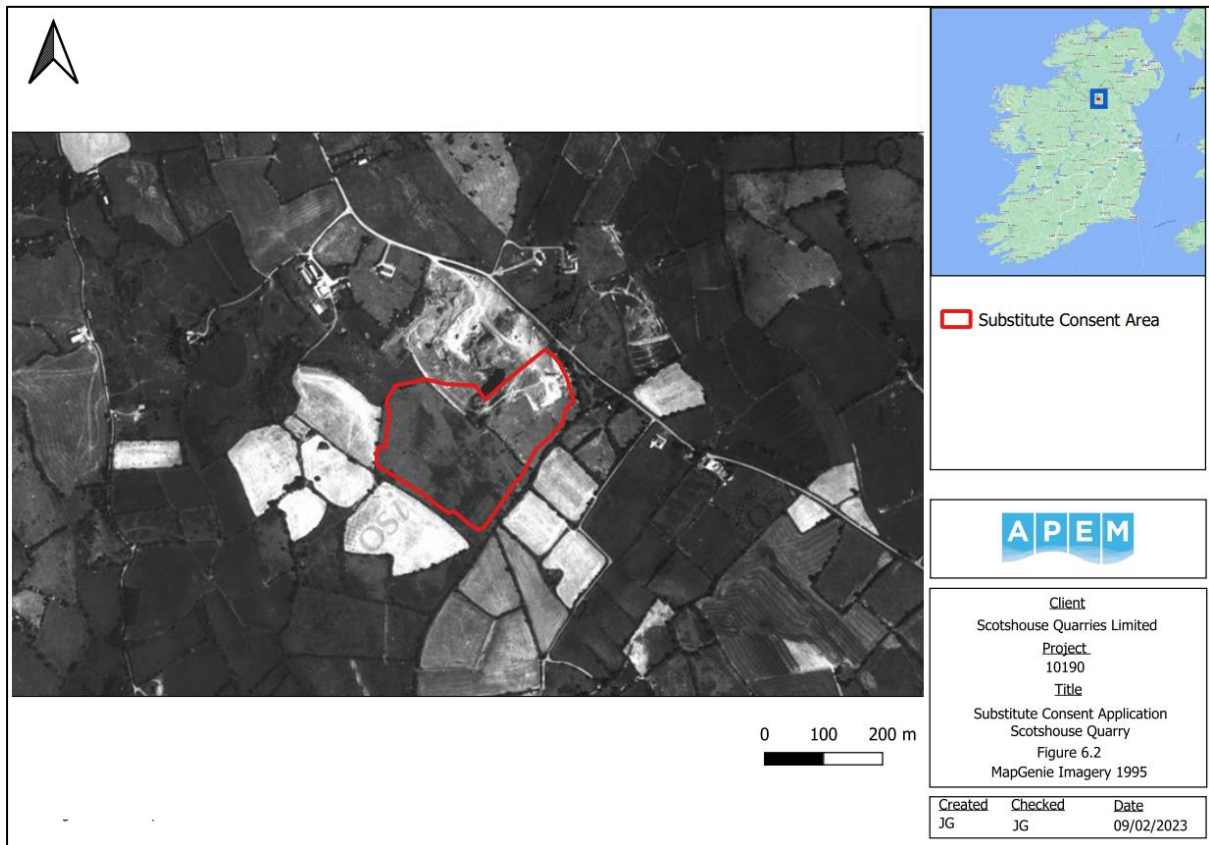 0 100 200 m
Substitute Consent Area
APEM
Client
Scotshouse Quarries Limited
Project
10190
Title
Substitute Consent Application
Scotshouse Quarry
Figure 6.2
MapGenie Imagery 1995
Created Checked Date
JG JG 09/02/2023